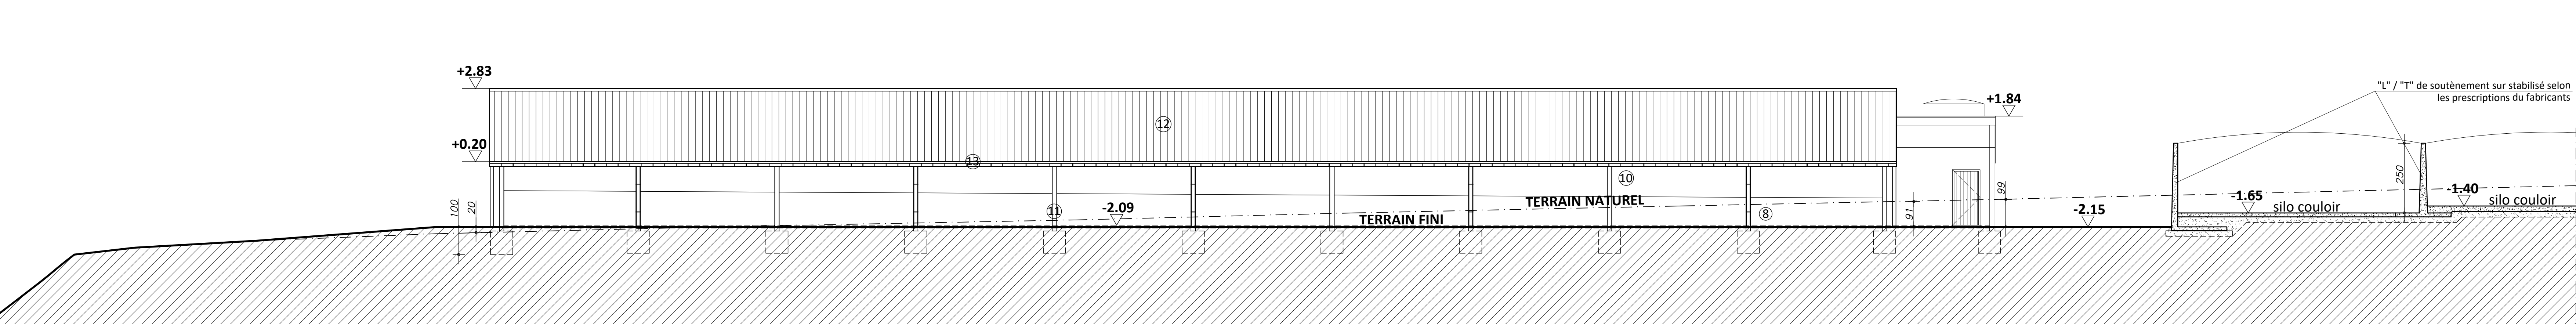 +2.83
"L" / "T" de soutènement sur stabilisé selon
les prescriptions du fabricants
+1.84
12
+0.20
13
10
250
99
-1.65
-1.40
silo couloir
silo couloir
TERRAIN NATUREL
100
20
11
-2.09
8
91
-2.15
TERRAIN FINI